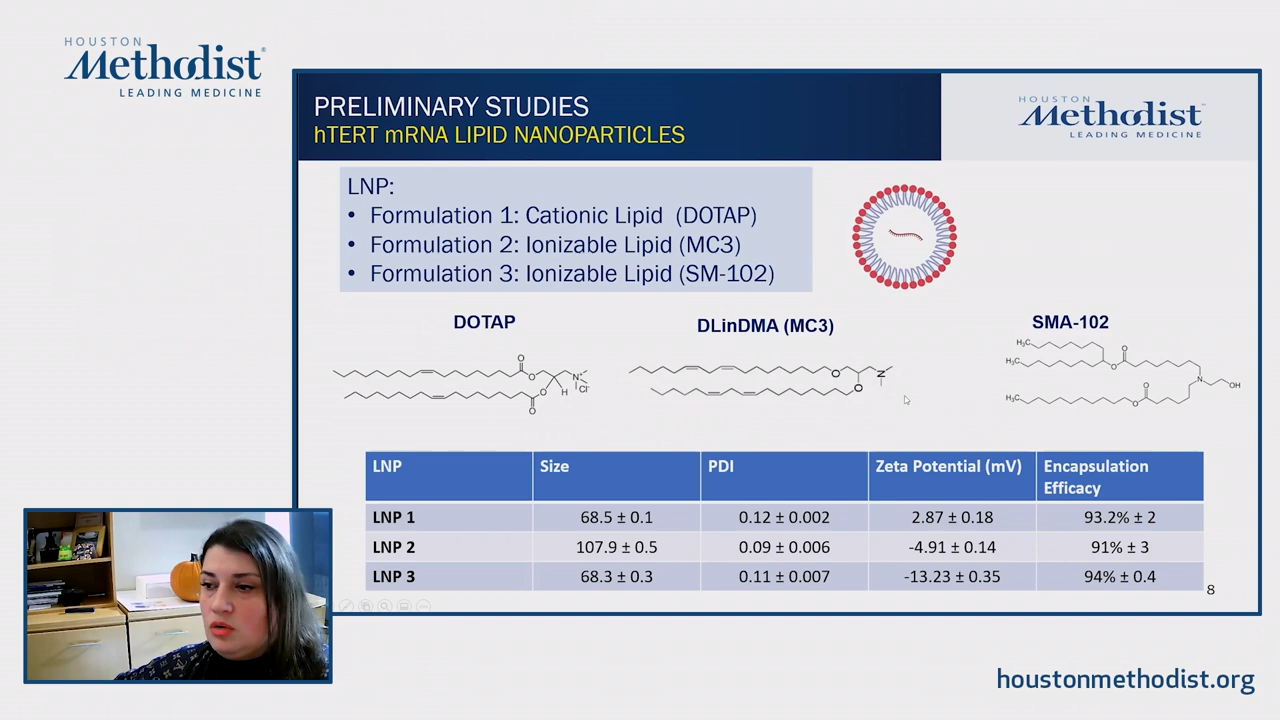 HOUSTON
Methodist®
LEADING MEDICINE
PRELIMINARY STUDIES
hTERT mRNA LIPID NANOPARTICLES
HOUSTON
Methodist
LEADING MEDICINE
LNP:
• Formulation 1: Cationic Lipid (DOTAP)
• Formulation 2: Ionizable Lipid (MC3)
• Formulation 3: Ionizable Lipid (SM-102)
DOTAP
DLinDMA (MC3)
SMA-102
O
O
N+
Cl-
H
O
O
O
O
N
H3C
H3C
H3C
O
O
O
O
N
OH
LNP Size PDI Zeta Potential (mV) Encapsulation
Efficacy
LNP 1 68.5 ± 0.1 0.12 ± 0.002 2.87 ± 0.18 93.2% ± 2
LNP 2 107.9 ± 0.5 0.09 ± 0.006 -4.91 ± 0.14 91% ± 3
LNP 3 68.3 ± 0.3 0.11 ± 0.007 -13.23 ± 0.35 94% ± 0.4
8
houstonmethodist.org